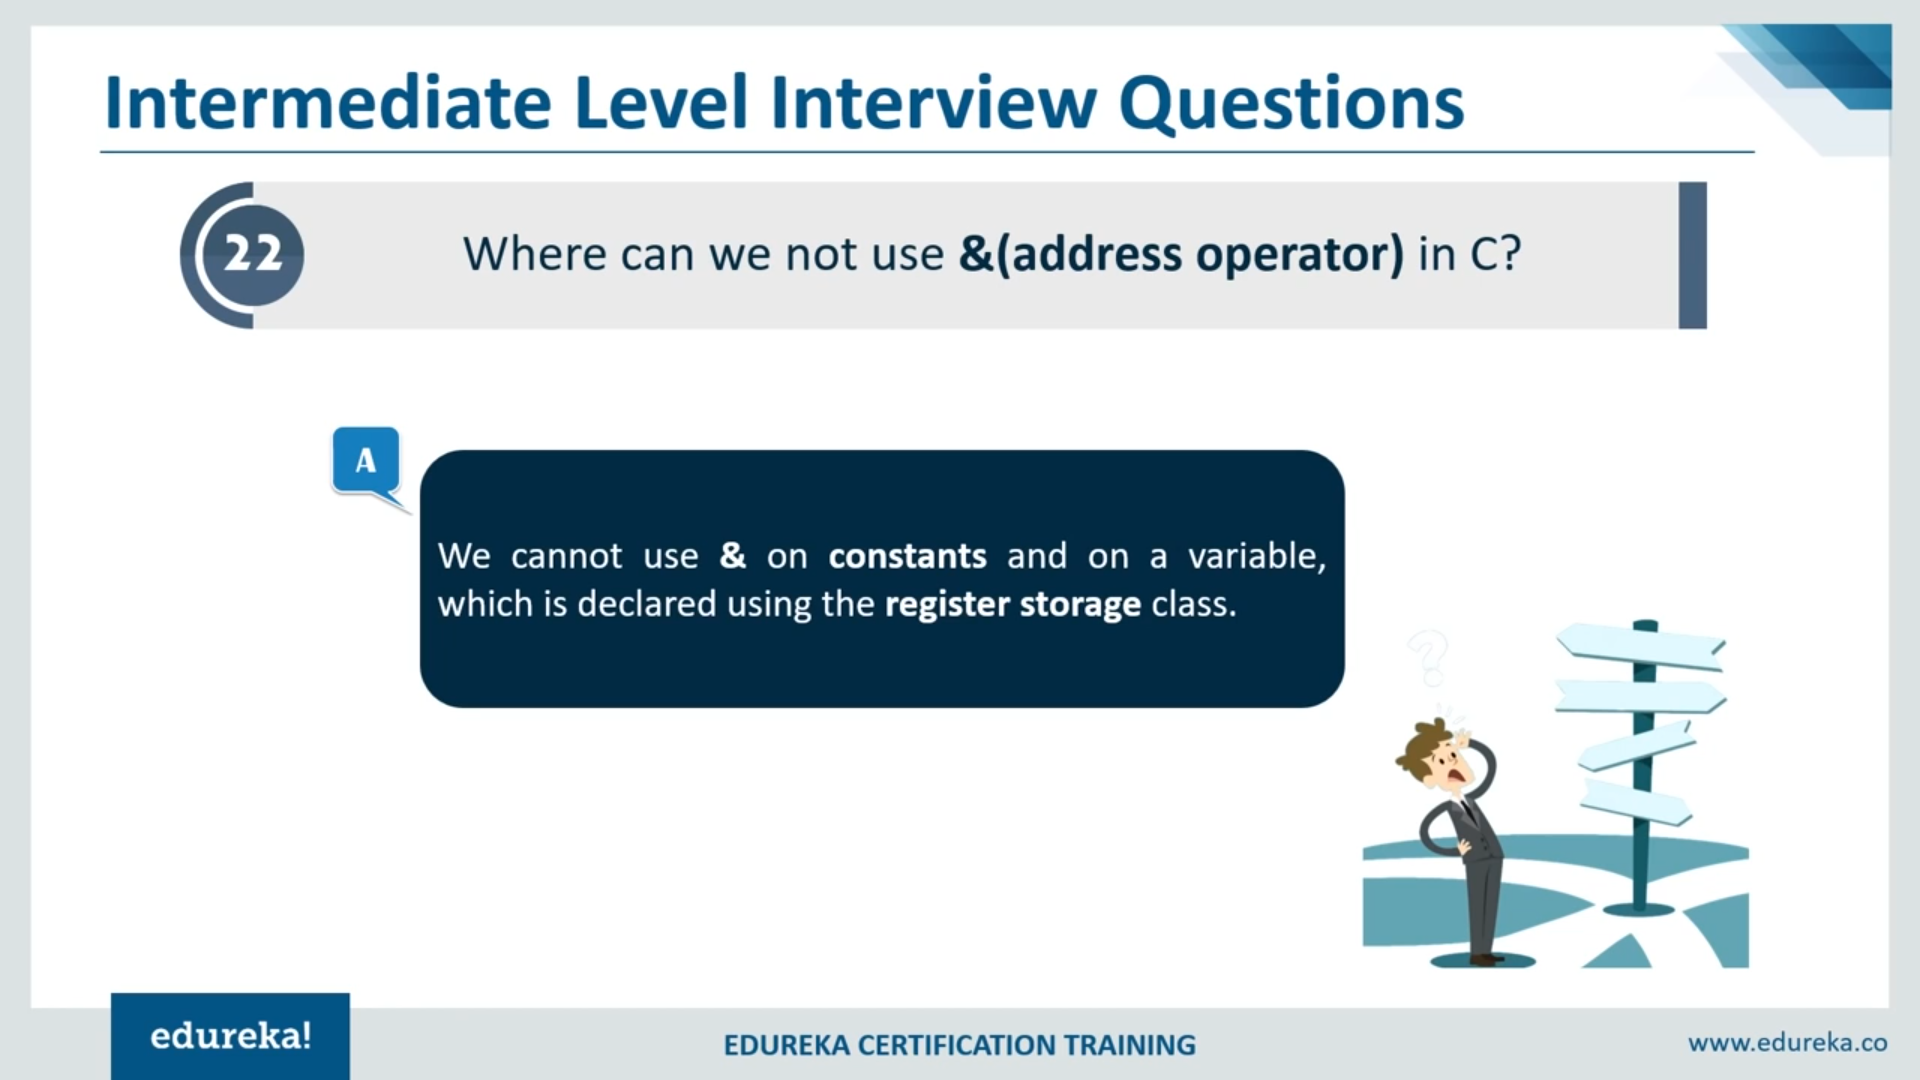 Intermediate Level Interview Questions
22
Where can we not use &(address operator) in C?
A
We cannot use & on constants and on a variable,
which is declared using the register storage class.
?
edureka!
EDUREKA CERTIFICATION TRAINING
www.edureka.co